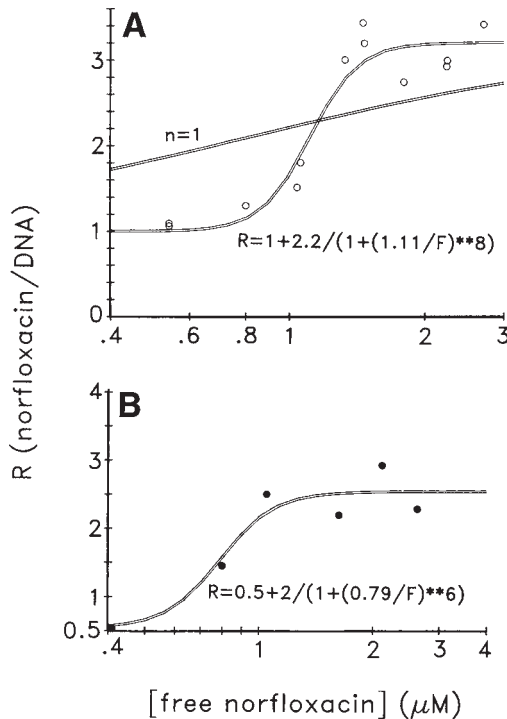 A
3
2
1
0
n=1
R=1+2.2/(1+(1.11/F)**8)
.4
.6
.8
1
2
3
R (norfloxacin/DNA)
B
4
3
2
1
0.5
R=0.5+2/(1+(0.79/F)**6)
.4
1
2
3
4
[free norfloxacin] (μM)